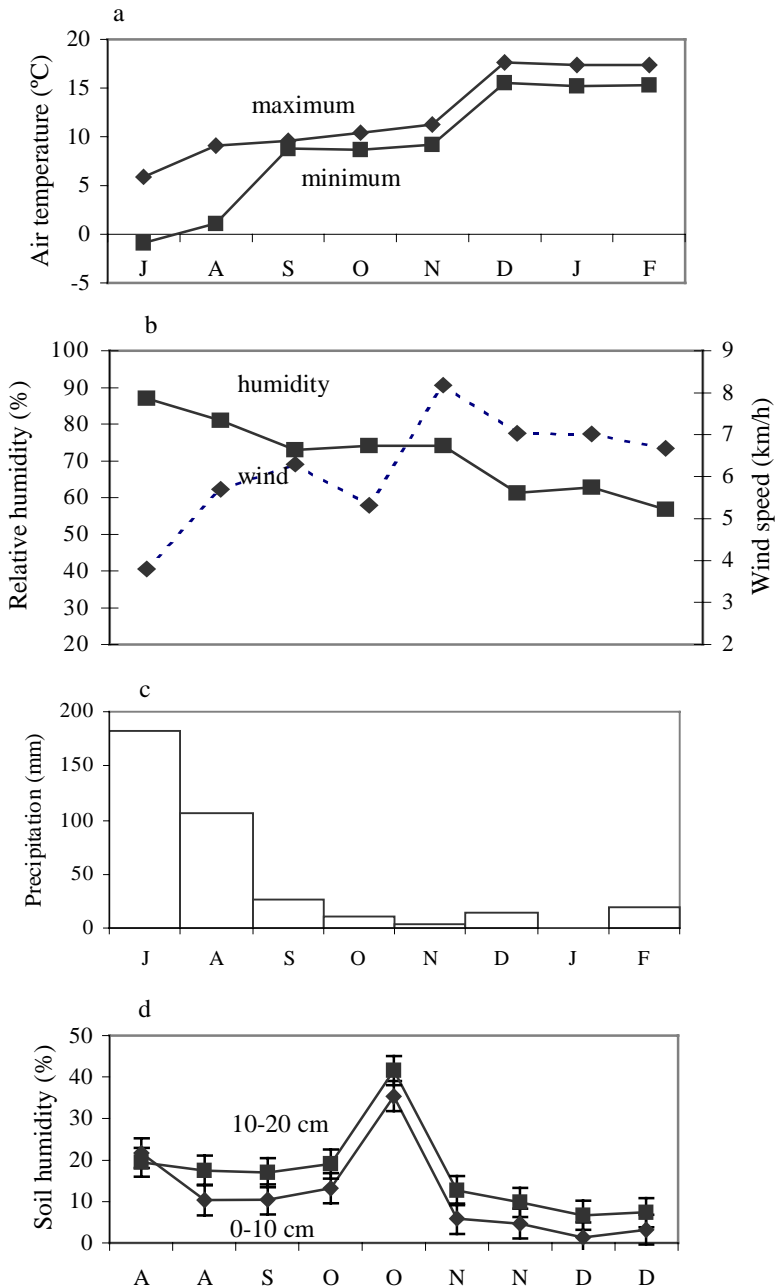 a
Air temperature (ºC)
20
15
10
5
0
-5
maximum
minimum
J A S O N D J F
b
Relative humidity (%)
100
90
80
70
60
50
40
30
20
humidity
wind
9
8
7
6
5
4
3
2
Wind speed (km/h)
c
Precipitation (mm)
200
150
100
50
0
J A S O N D J F
d
Soil humidity (%)
50
40
30
20
10
0
10-20 cm
0-10 cm
A A S O O N N D D